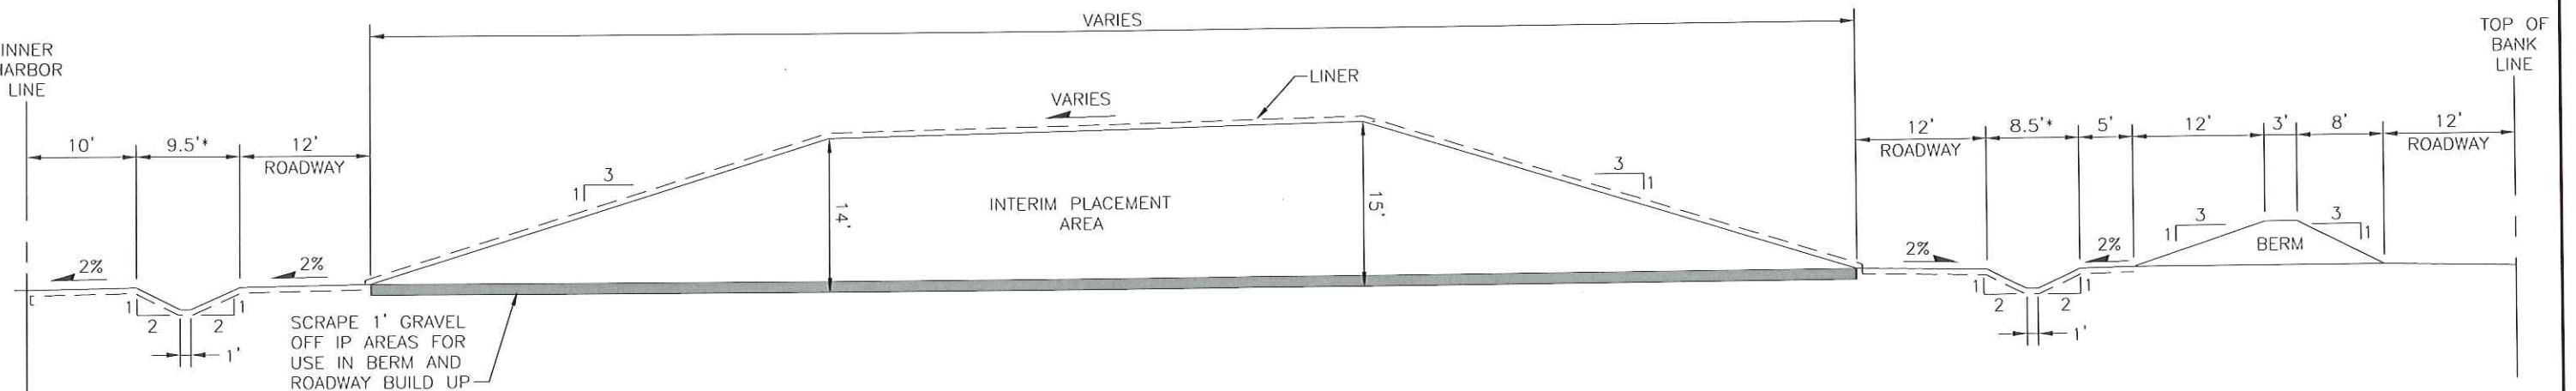 VARIES
INNER
HARBOR
LINE
TOP OF
BANK
LINE
LINER
VARIES
10'
9.5'*
12'
ROADWAY
12'
ROADWAY
8.5'*
5'
12'
3'
8'
12'
ROADWAY
3
1
14'
INTERIM PLACEMENT
AREA
15'
3
1
2%
2%
2%
2%
3
1
BERM
3
1
1
2
2
1
1'
SCRAPE 1' GRAVEL
OFF IP AREAS FOR
USE IN BERM AND
ROADWAY BUILD UP
1
2
2
1
1'